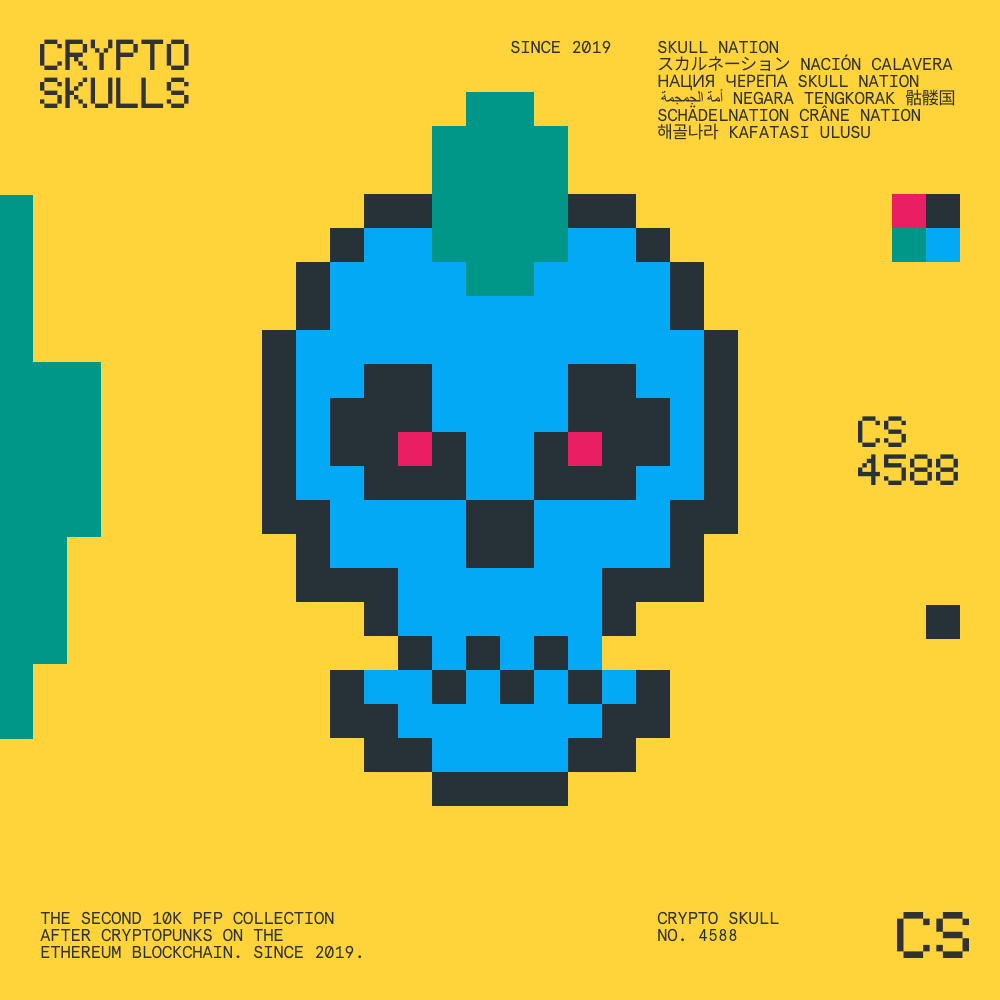 CRYPTO
SKULLS
SINCE 2019
SKULL NATION
スカルネーション NACIÓN CALAVERA
НАЦИЯ ЧЕРЕПА SKULL NATION
أمة الجمجمة NEGARA TENGKORAK 骷髅国
SCHÄDELNATION CRÂNE NATION
해골나라 KAFATASI ULUSU
CS
4588
THE SECOND 10K PFP COLLECTION
AFTER CRYPTOPUNKS ON THE
ETHEREUM BLOCKCHAIN. SINCE 2019.
CRYPTO SKULL
NO. 4588
CS